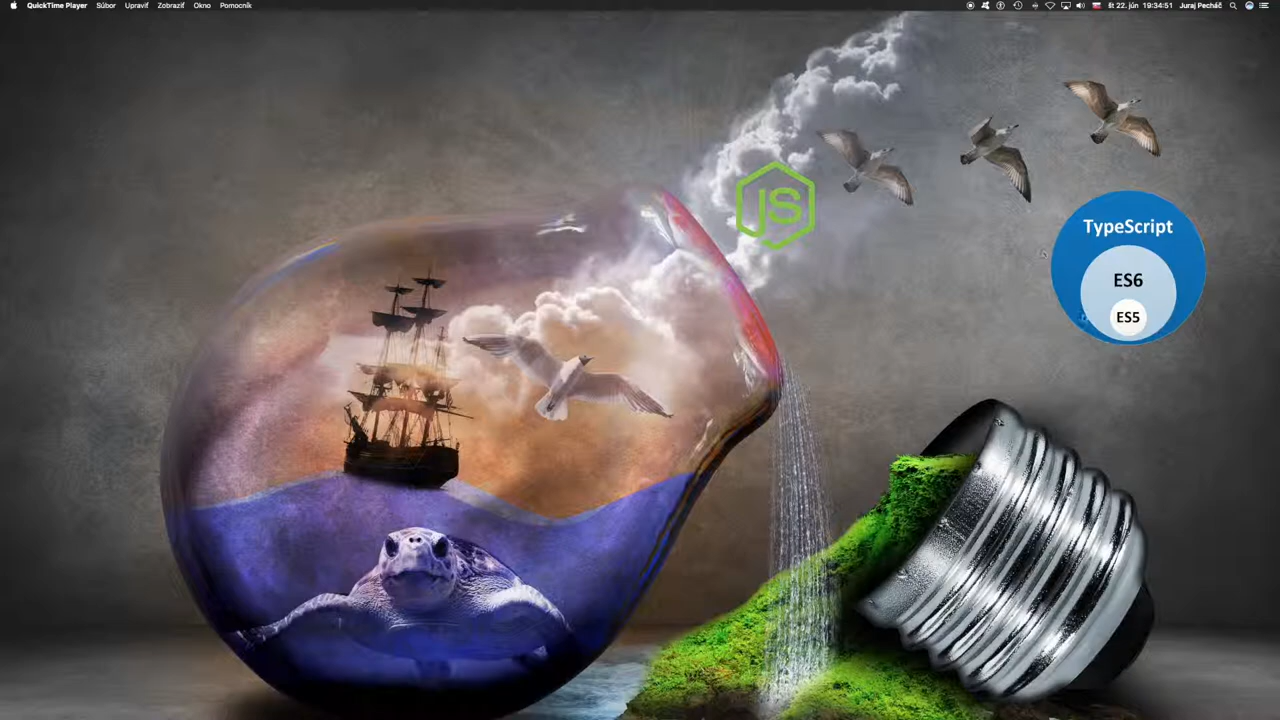 QuickTime Player Súbor Upraviť Zobraziť Okno Pomocník
št 22. jún 19:34:51 Juraj Pecháč
JS
TypeScript
ES6
ES5